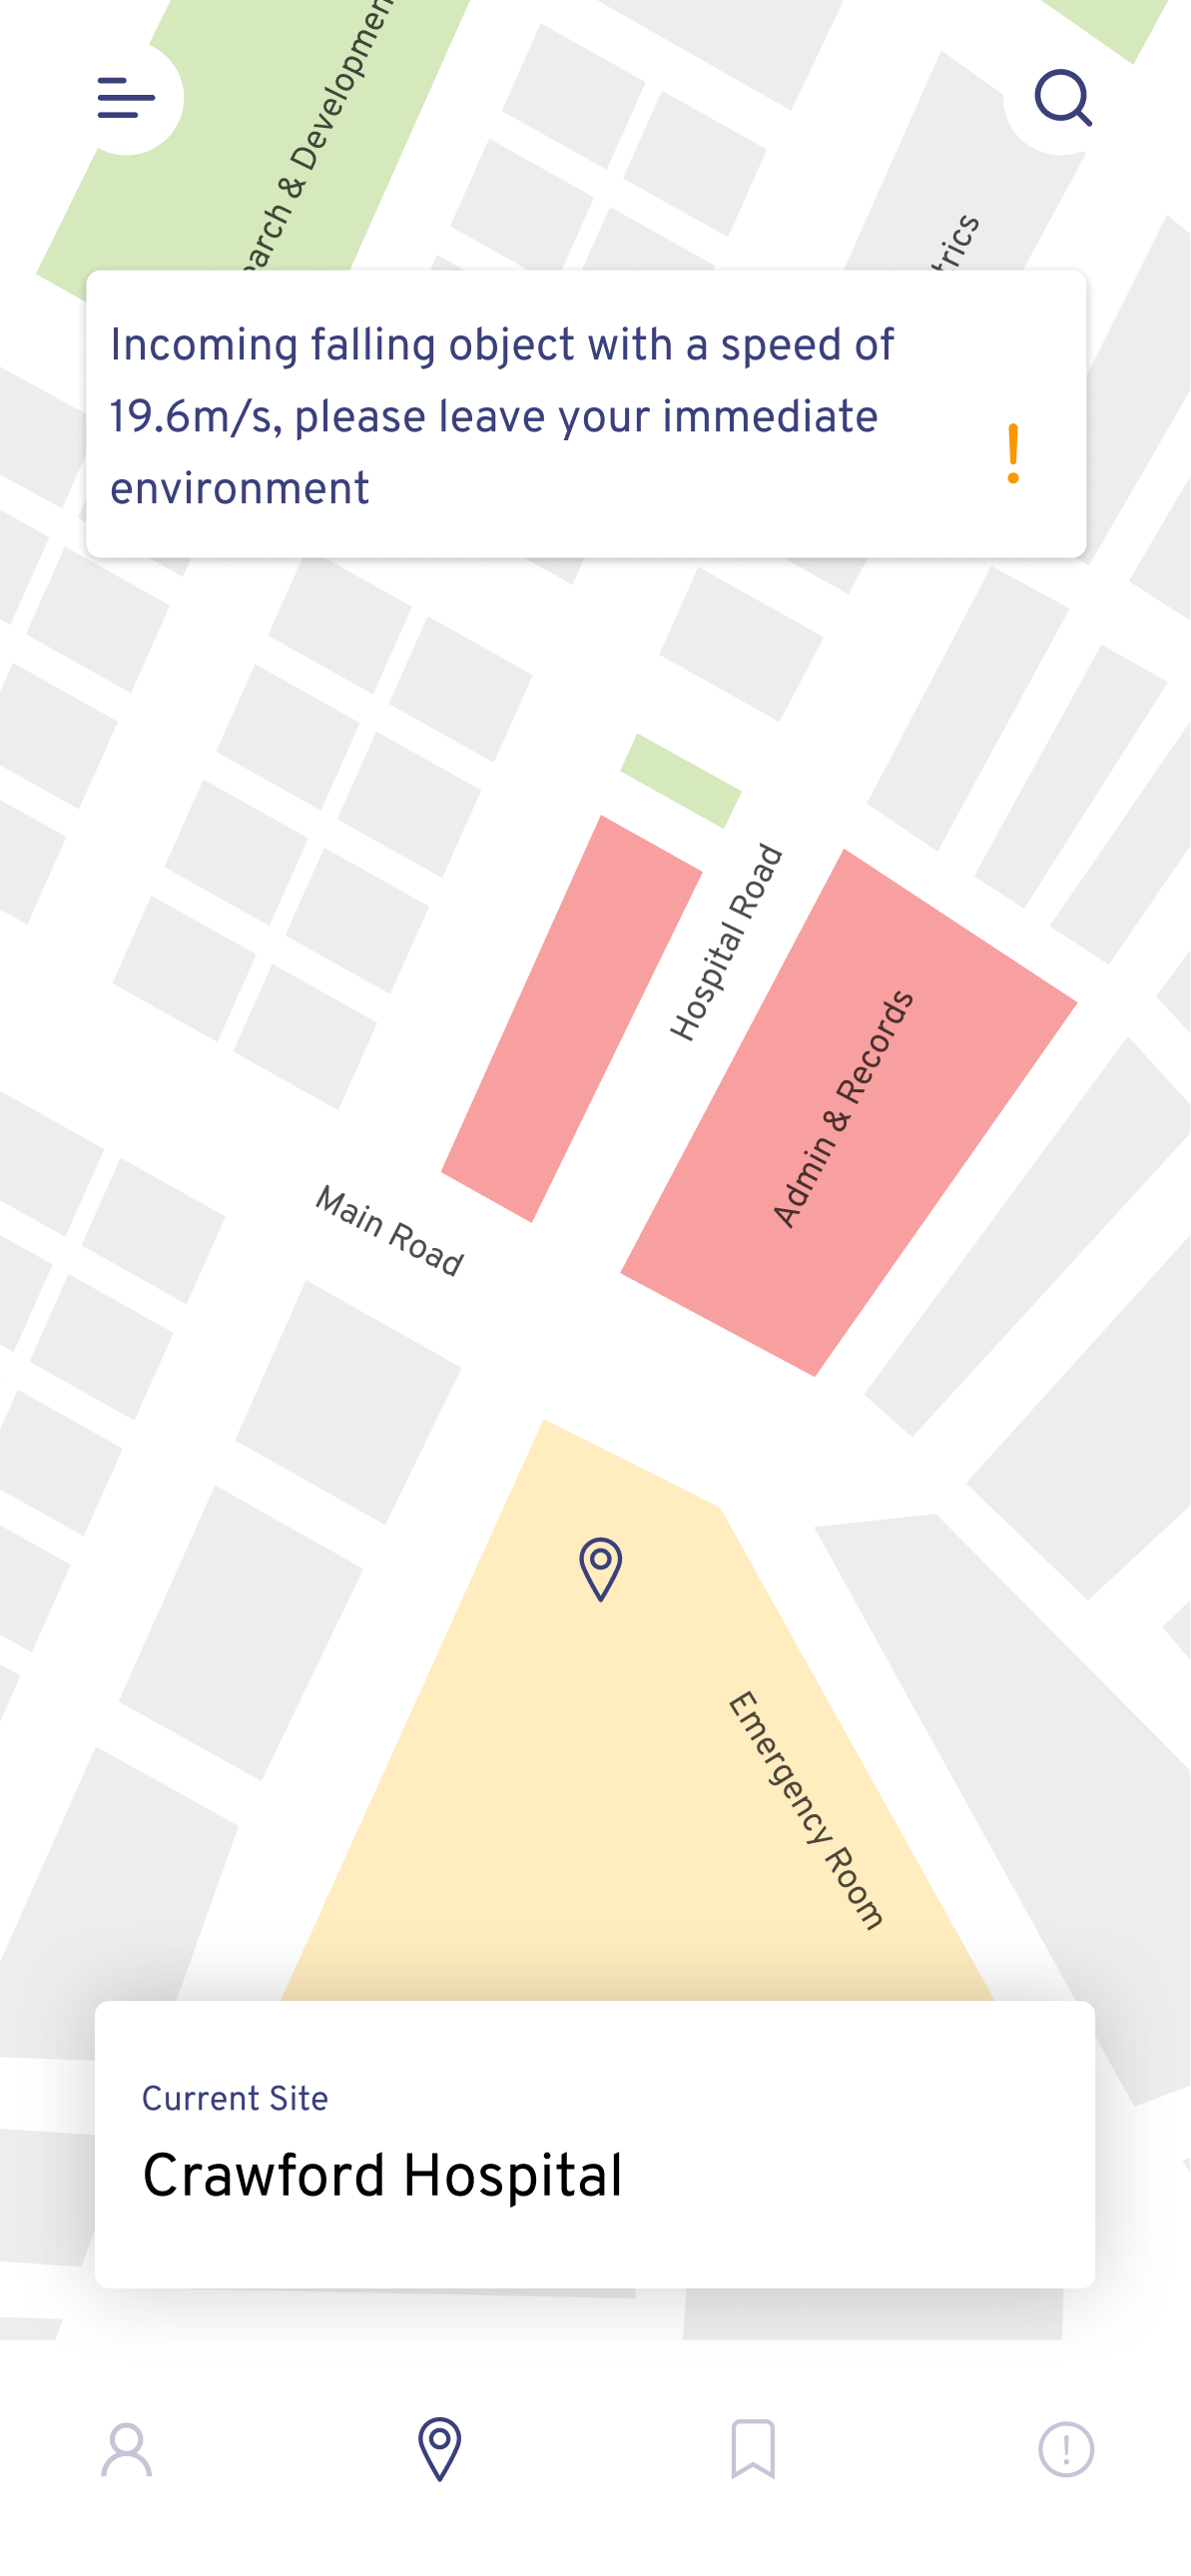 & Development
Incoming falling object with a speed of
19.6m/s, please leave your immediate
environment
!
Hospital Road
Admin & Records
Main Road
Emergency Room
Current Site
Crawford Hospital
!